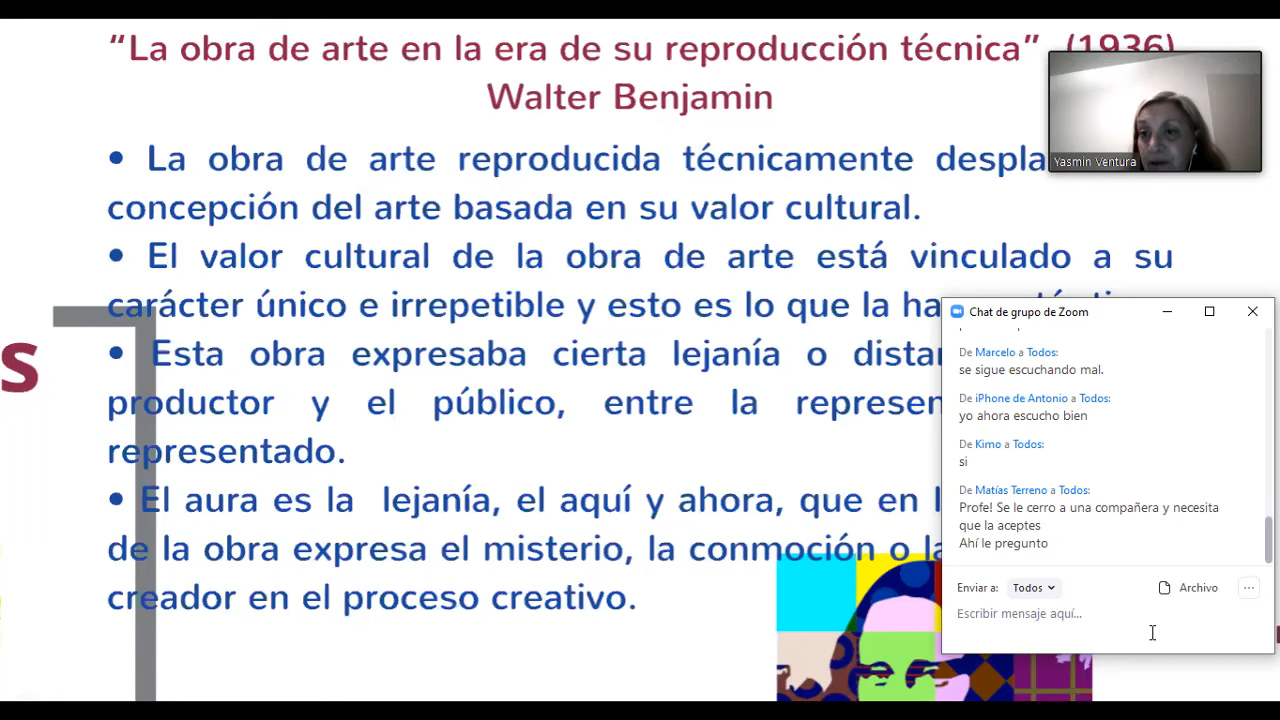 “La obra de arte en la era de su reproducción técnica” (1936)
Walter Benjamin
• La obra de arte reproducida técnicamente
concepción del arte basada en su valor cultural.
• El valor cultural de la obra de arte está vinculado a su
carácter único e irrepetible y esto es lo que la
• Esta obra expresaba cierta lejanía o
productor y el público, entre la
representado.
• El aura es la lejanía, el aquí y ahora, que en
de la obra expresa el misterio, la conmoción o
creador en el proceso creativo.
s
Yasmin Ventura
Chat de grupo de Zoom
De Marcelo a Todos:
se sigue escuchando mal.
De iPhone de Antonio a Todos:
yo ahora escucho bien
De Kimo a Todos:
si
De Matías Terreno a Todos:
Profe! Se le cerro a una compañera y necesita
que la aceptes
Ahí le pregunto
Enviar a: Todos
Archivo
Escribir mensaje aquí...